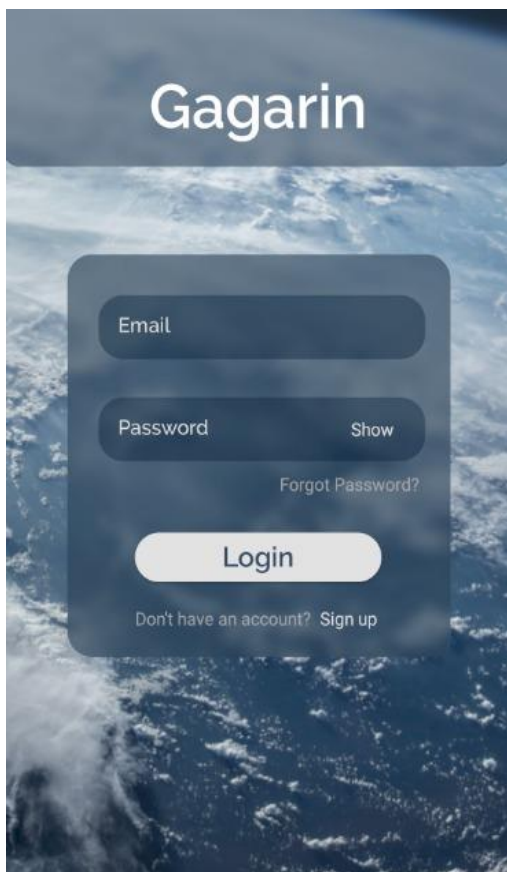 Gagarin
Email
Password Show
Forgot Password?
Login
Don't have an account? Sign up